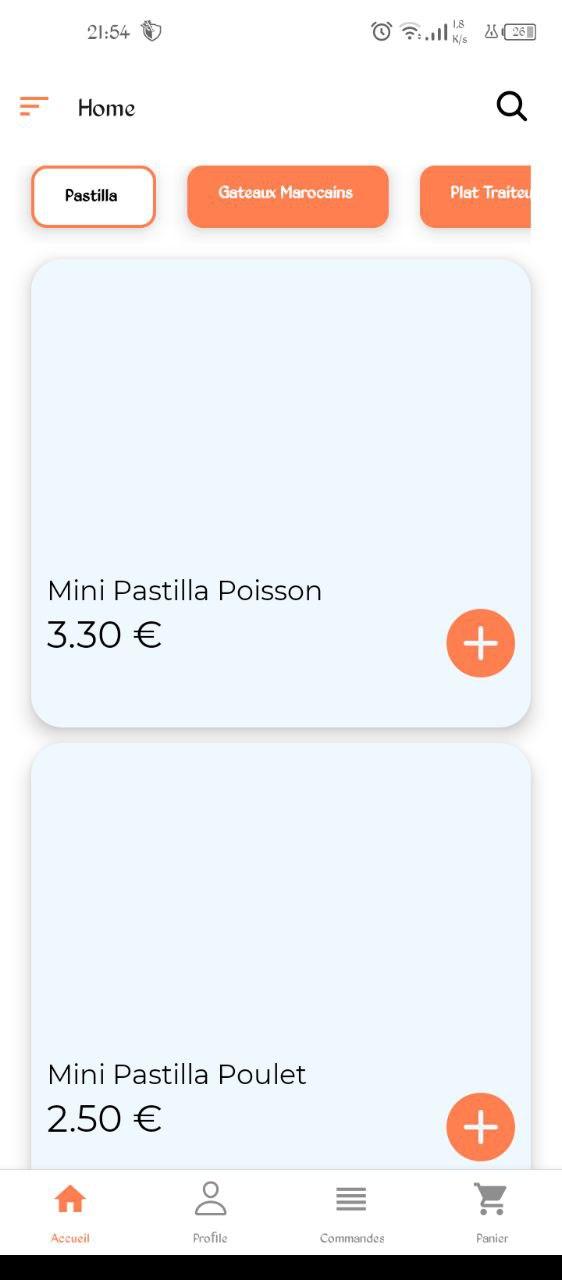 21:54 1.8 K/s 26
Home
Pastilla Gateaux Marocains Plat Traiteu
Mini Pastilla Poisson
3.30 €
Mini Pastilla Poulet
2.50 €
Accueil Profile Commandes Panier